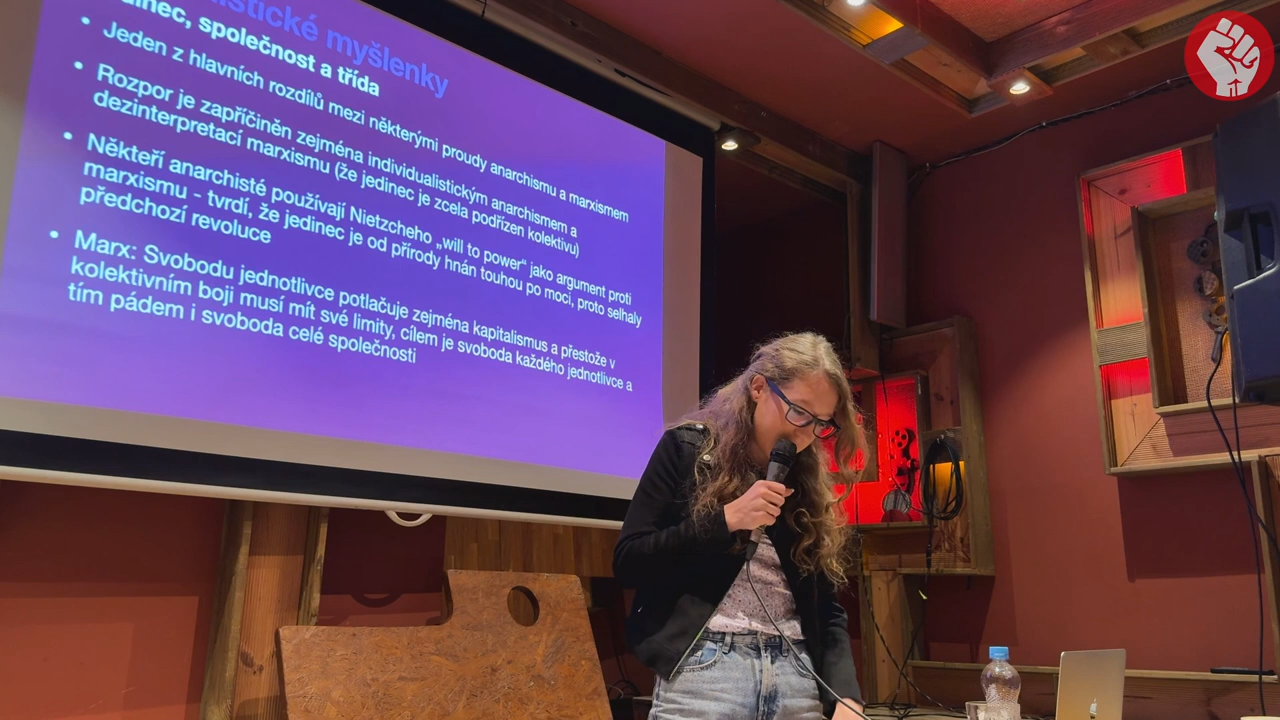 istické myšlenky
dinec, společnost a třída
• Jeden z hlavních rozdílů mezi některými proudy anarchismu a marxismem
• Rozpor je zapříčiněn zejména individualistickým anarchismem a
dezinterpretací marxismu (že jedinec je zcela podřízen kolektivu)
• Někteří anarchisté používají Nietzcheho „will to power“ jako argument proti
marxismu - tvrdí, že jedinec je od přírody hnán touhou po moci, proto selhaly
předchozí revoluce
• Marx: Svobodu jednotlivce potlačuje zejména kapitalismus a přestože v
kolektivním boji musí mít své limity, cílem je svoboda každého jednotlivce a
tím pádem i svoboda celé společnosti